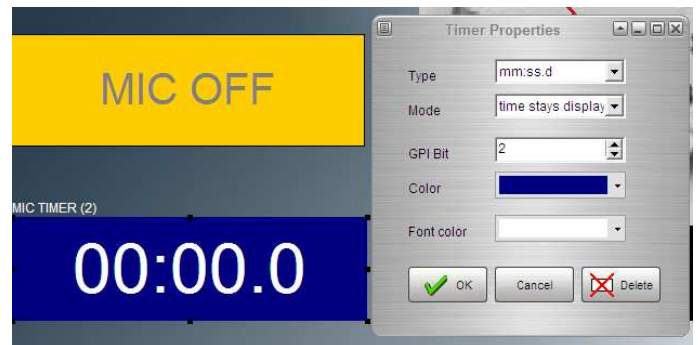 MIC OFF
MIC TIMER (2)
00:00.0
Timer Properties
Type mm:ss.d
Mode time stays display
GPI Bit 2
Color
Font color
OK Cancel Delete